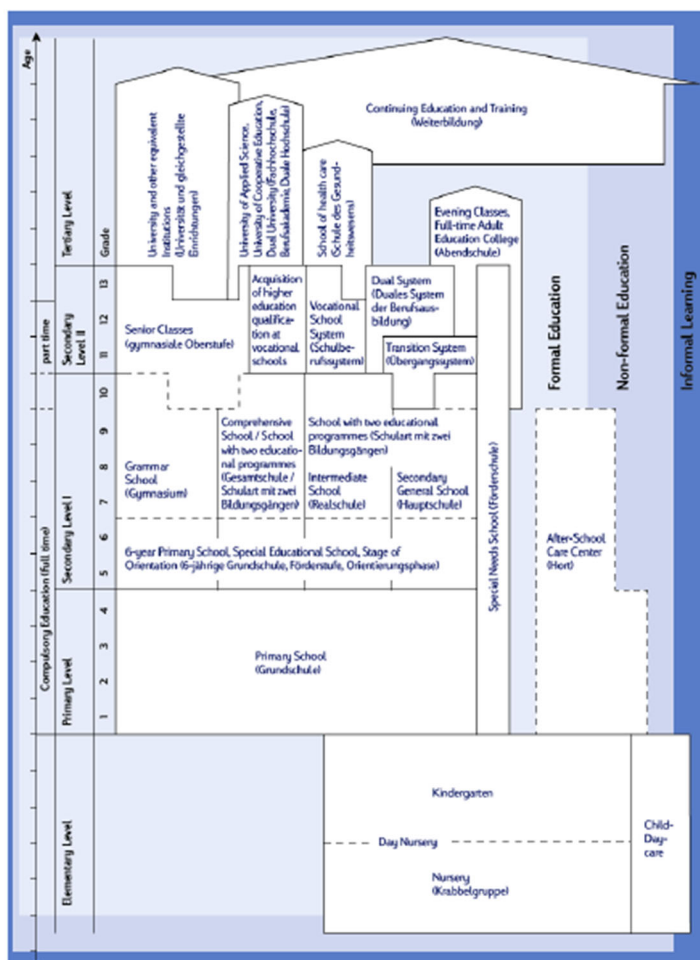 Age
Continuing Education and Training
(Weiterbildung)
University and other equivalent
Institutions
(Universität und gleichgestellte
Einrichtungen)
University of Applied Science,
University of Cooperative Education,
Dual University (Fachhochschule,
Berufsakademie, Duale Hochschule)
School of health care
(Schule des Gesund-
heitswesens)
Evening Classes,
Full-time Adult
Education College
(Abendschule)
Tertiary Level
Grade
13
12
11
10
9
8
7
6
5
4
3
2
1
part time
Secondary
Level II
Senior Classes
(gymnasiale Oberstufe)
Acquisition
of higher
education
qualifica-
tion at
vocational
schools
Vocational
School
System
(Schulbe-
rufssystem)
Dual System
(Duales System
der Berufsaus-
bildung)
Transition System
(Übergangssystem)
Formal Education
Non-formal Education
Informal Learning
Compulsory Education (full time)
Secondary Level I
Grammar
School
(Gymnasium)
Comprehensive
School / School
with two educatio-
nal programmes
(Gesamtschule /
Schulart mit zwei
Bildungsgängen)
School with two educational
programmes (Schulart mit zwei
Bildungsgängen)
Intermediate
School
(Realschule)
Secondary
General School
(Hauptschule)
6-year Primary School, Special Educational School, Stage of
Orientation (6-jährige Grundschule, Förderstufe, Orientierungsphase)
Special Needs School (Förderschule)
After-School
Care Center
(Hort)
Primary Level
Primary School
(Grundschule)
Elementary Level
Kindergarten
Day Nursery
Nursery
(Krabbelgruppe)
Child-
Day-
care